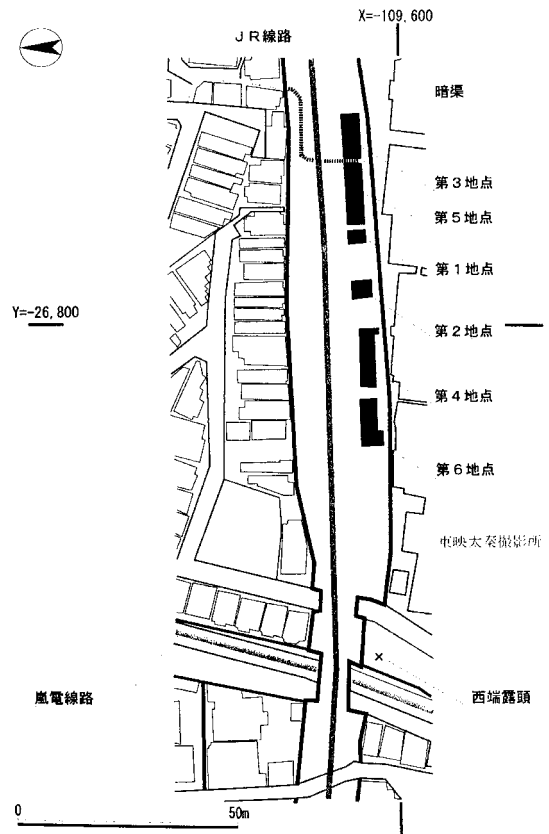 X=-109,600
JR線路
暗渠
第3地点
第5地点
第1地点
Y=-26,800
第2地点
第4地点
第6地点
東映太秦撮影所
嵐電線路
西端露頭
0 50m